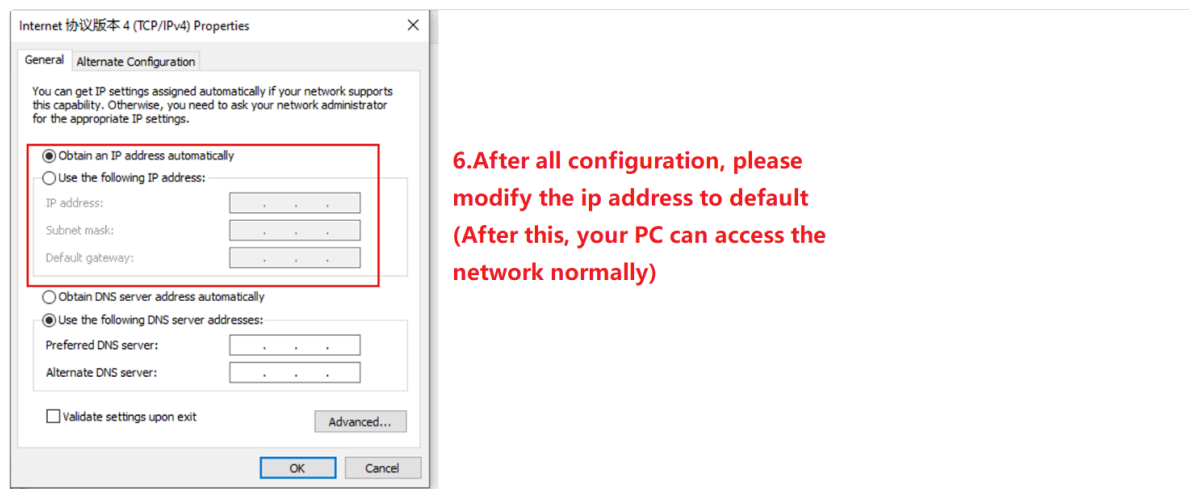 Internet 协议版本 4 (TCP/IPv4) Properties
General
Alternate Configuration
You can get IP settings assigned automatically if your network supports
this capability. Otherwise, you need to ask your network administrator
for the appropriate IP settings.
Obtain an IP address automatically
Use the following IP address:
IP address:
Subnet mask:
Default gateway:
Obtain DNS server address automatically
Use the following DNS server addresses:
Preferred DNS server:
Alternate DNS server:
Validate settings upon exit
Advanced...
OK
Cancel
6.After all configuration, please
modify the ip address to default
(After this, your PC can access the
network normally)